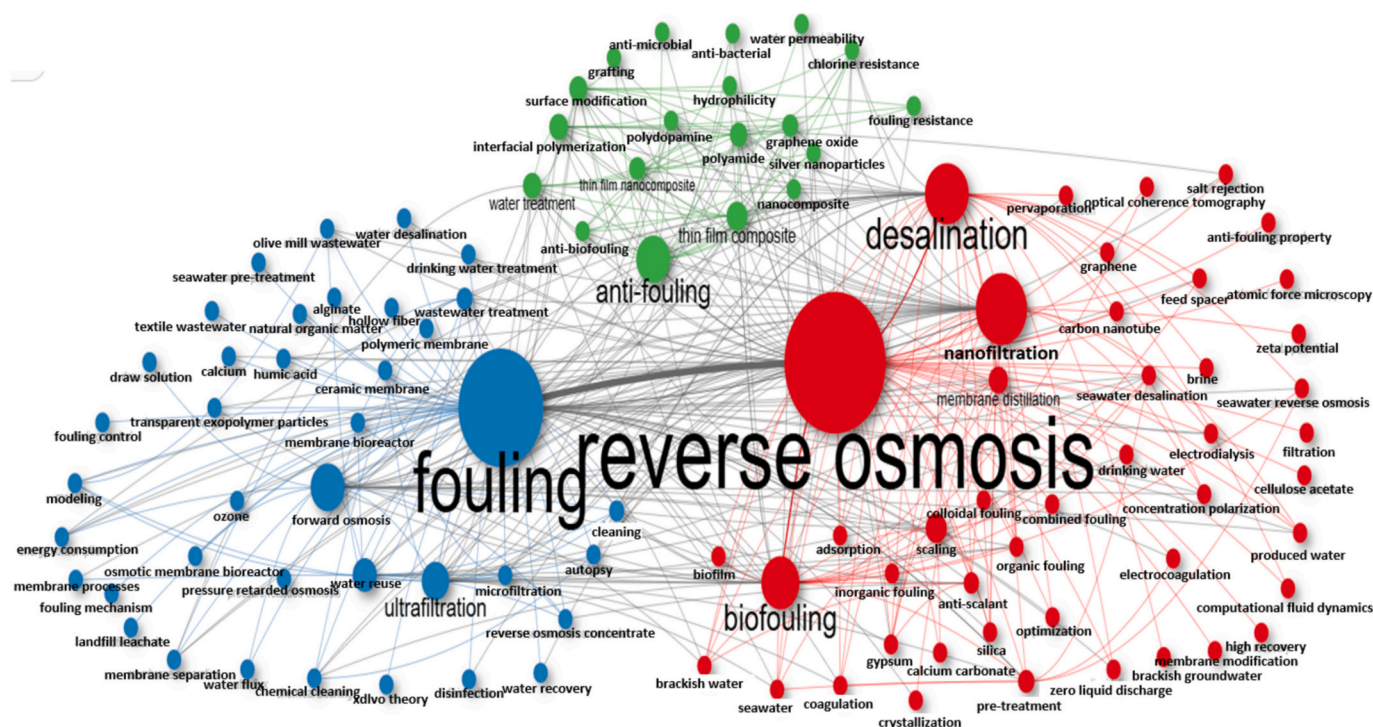 water permeability
anti-microbial
anti-bacterial
chlorine resistance
grafting
surface modification
hydrophilicity
fouling resistance
polydopamine
graphene oxide
interfacial polymerization
polyamide
silver nanoparticles
thin film nanocomposite
salt rejection
water treatment
nanocomposite
pervaporation
optical coherence tomography
desalination
thin film composite
anti-biofouling
anti-fouling property
water desalination
olive mill wastewater
drinking water treatment
seawater pre-treatment
graphene
anti-fouling
feed spacer
atomic force microscopy
alginate
wastewater treatment
hollow fiber
textile wastewater
natural organic matter
carbon nanotube
polymeric membrane
zeta potential
nanofiltration
calcium
humic acid
draw solution
ceramic membrane
brine
seawater desalination
membrane distillation
seawater reverse osmosis
transparent exopolymer particles
fouling control
membrane bioreactor
reverse osmosis
electrodialysis
filtration
drinking water
fouling
cellulose acetate
modeling
concentration polarization
colloidal fouling
combined fouling
ozone
forward osmosis
cleaning
energy consumption
adsorption
scaling
produced water
organic fouling
osmotic membrane bioreactor
autopsy
biofilm
electrocoagulation
membrane processes
pressure retarded osmosis
water reuse
microfiltration
inorganic fouling
anti-scalant
fouling mechanism
ultrafiltration
computational fluid dynamics
biofouling
landfill leachate
reverse osmosis concentrate
optimization
silica
high recovery
gypsum
membrane modification
membrane separation
calcium carbonate
brackish groundwater
brackish water
water flux
chemical cleaning
xdlvo theory
disinfection
water recovery
zero liquid discharge
seawater
coagulation
pre-treatment
crystallization